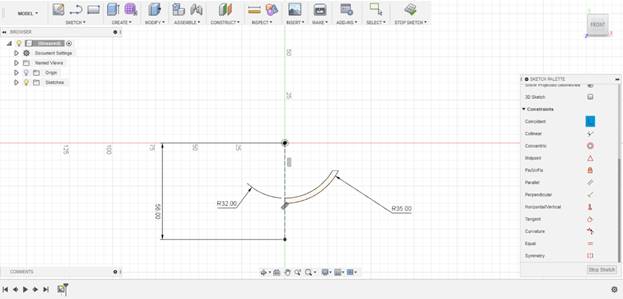 MODEL
SKETCH
CREATE
MODIFY
ASSEMBLE
CONSTRUCT
INSPECT
INSERT
MAKE
ADD-INS
SELECT
STOP SKETCH
FRONT
BROWSER
(Unsaved)
Document Settings
Named Views
Origin
Sketches
50
25
125
100
75
56.00
R32.00
R35.00
SKETCH PALETTE
Show Projected Geometries
3D Sketch
Constraints
Coincident
Collinear
Concentric
Midpoint
Fix/UnFix
Parallel
Perpendicular
Horizontal/Vertical
Tangent
Curvature
Equal
Symmetry
Stop Sketch
COMMENTS